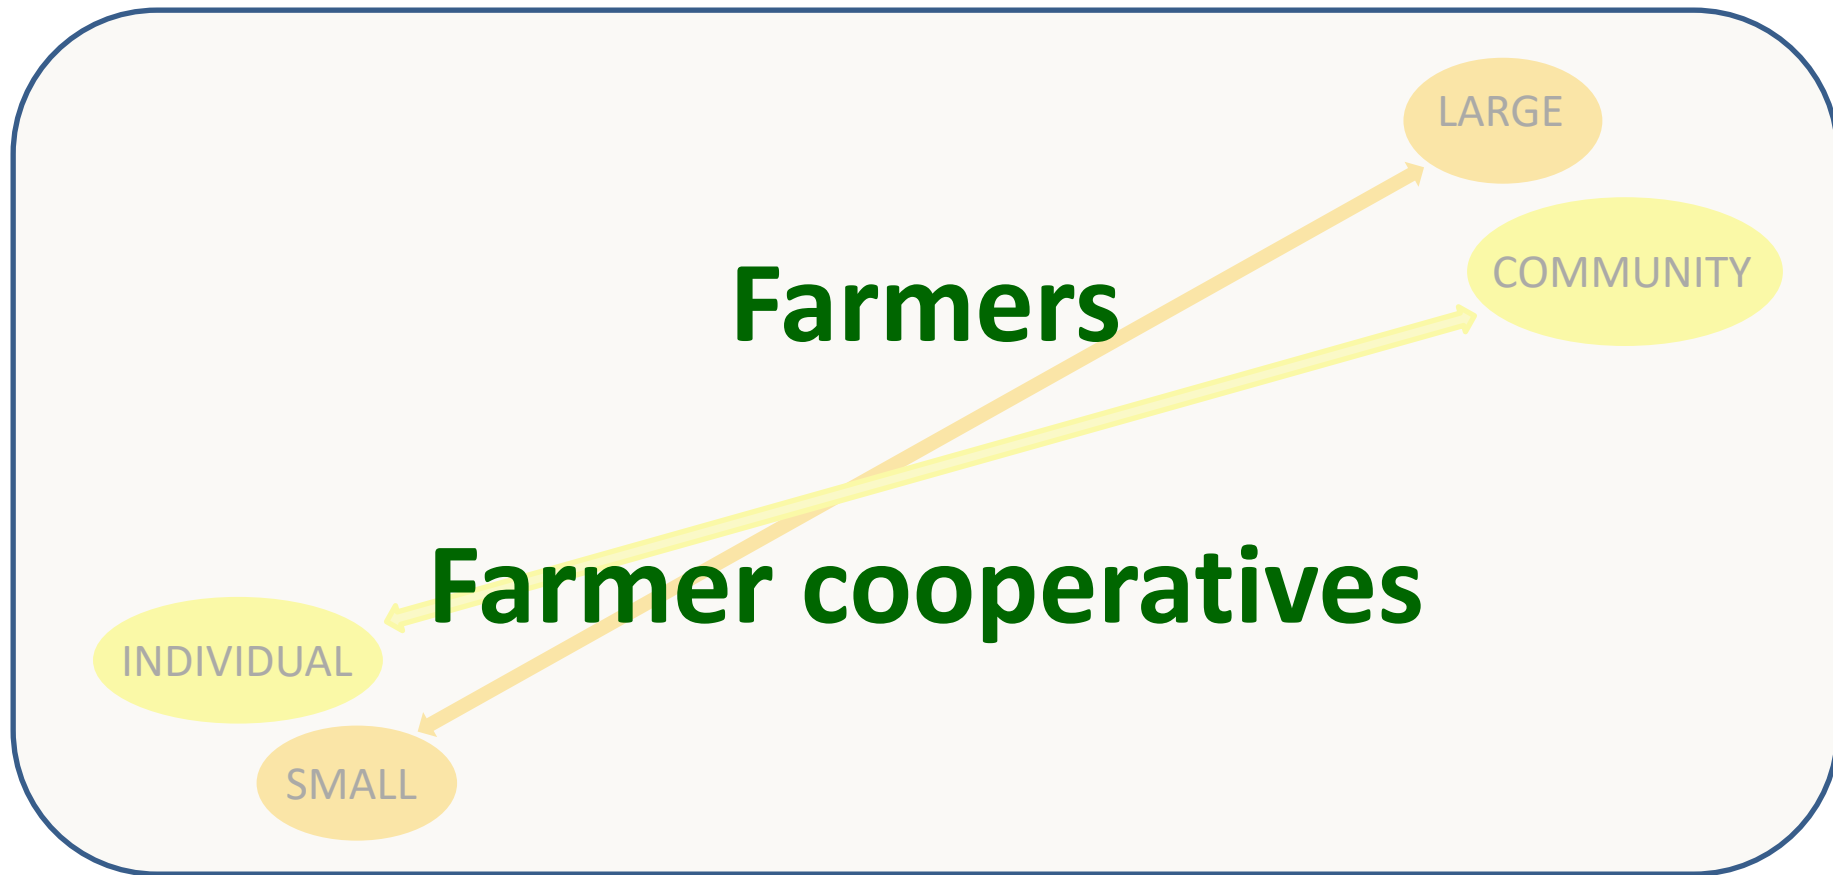 LARGE
COMMUNITY
Farmers
Farmer cooperatives
INDIVIDUAL
SMALL